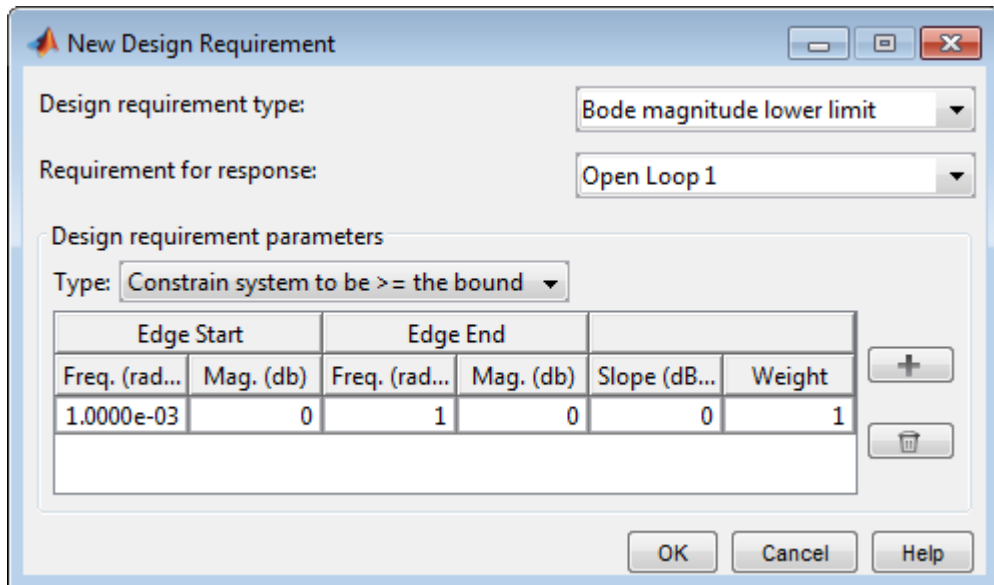 New Design Requirement
Design requirement type: Bode magnitude lower limit
Requirement for response: Open Loop 1
Design requirement parameters
Type: Constrain system to be >= the bound
Edge Start Edge End
Freq. (rad... Mag. (db) Freq. (rad... Mag. (db) Slope (dB... Weight
1.0000e-03 0 1 0 0 1
OK Cancel Help